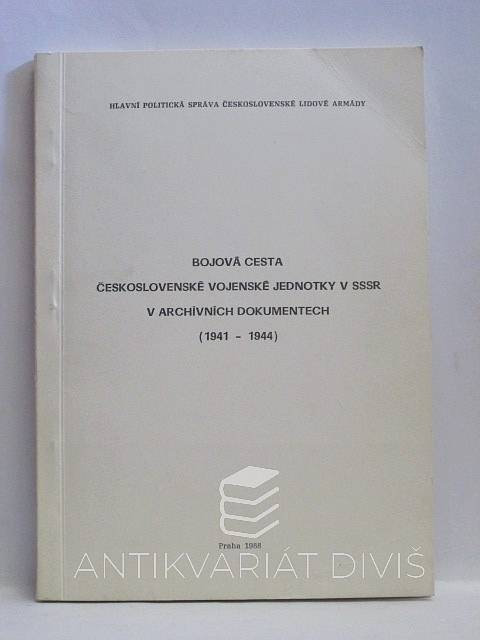 HLAVNÍ POLITICKÁ SPRÁVA ČESKOSLOVENSKÉ LIDOVÉ ARMÁDY
BOJOVÁ CESTA
ČESKOSLOVENSKÉ VOJENSKÉ JEDNOTKY V SSSR
V ARCHÍVNÍCH DOKUMENTECH
(1941 - 1944)
Praha 1988
ANTIKVARIÁT DIVIŠ